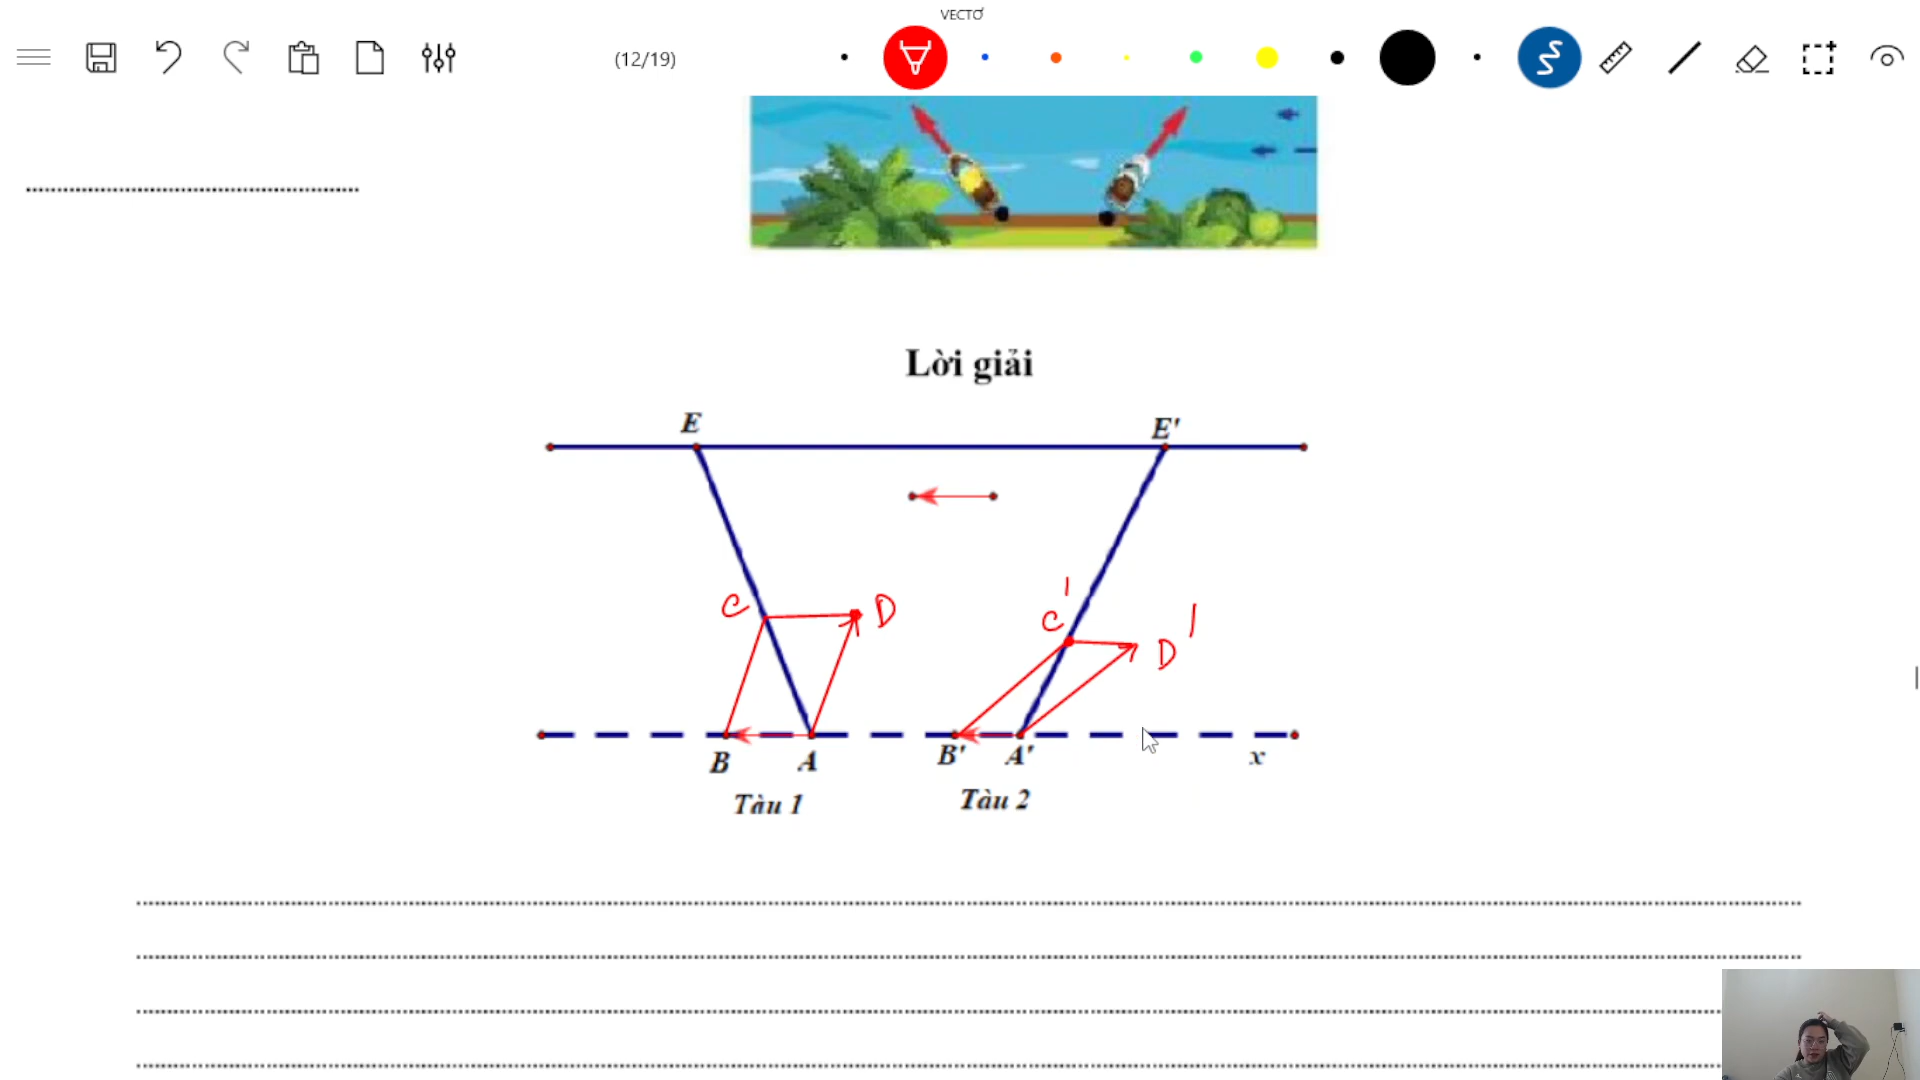 VECTƠ
(12/19)
Lời giải
E E'
C D C' D'
B A B' A' x
Tàu 1 Tàu 2